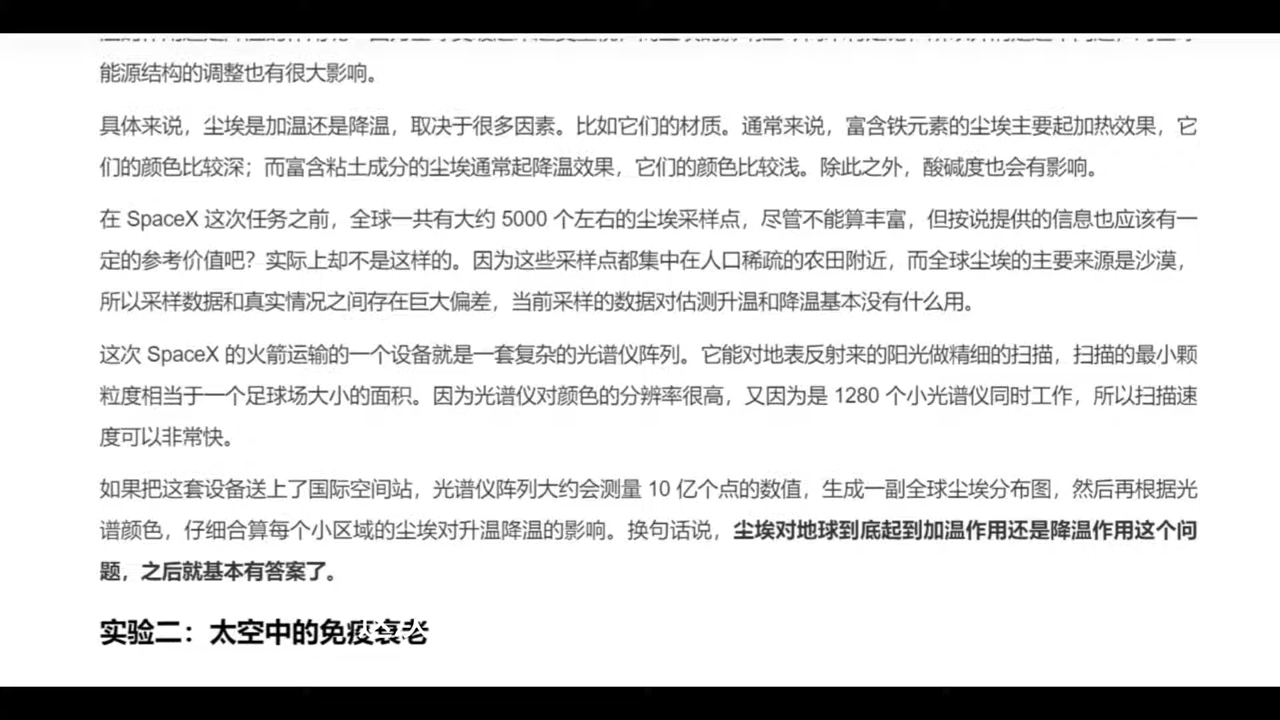 能源结构的调整也有很大影响。
具体来说，尘埃是加温还是降温，取决于很多因素。比如它们的材质。通常来说，富含铁元素的尘埃主要起加热效果，它
们的颜色比较深；而富含粘土成分的尘埃通常起降温效果，它们的颜色比较浅。除此之外，酸碱度也会有影响。
在 SpaceX 这次任务之前，全球一共有大约 5000 个左右的尘埃采样点，尽管不能算丰富，但按说提供的信息也应该有一
定的参考价值吧？实际上却不是这样的。因为这些采样点都集中在人口稀疏的农田附近，而全球尘埃的主要来源是沙漠，
所以采样数据和真实情况之间存在巨大偏差，当前采样的数据对估测升温和降温基本没有什么用。
这次 SpaceX 的火箭运输的一个设备就是一套复杂的光谱仪阵列。它能对地表反射来的阳光做精细的扫描，扫描的最小颗
粒度相当于一个足球场大小的面积。因为光谱仪对颜色的分辨率很高，又因为是 1280 个小光谱仪同时工作，所以扫描速
度可以非常快。
如果把这套设备送上了国际空间站，光谱仪阵列大约会测量 10 亿个点的数值，生成一副全球尘埃分布图，然后再根据光
谱颜色，仔细合算每个小区域的尘埃对升温降温的影响。换句话说，尘埃对地球到底起到加温作用还是降温作用这个问
题，之后就基本有答案了。
实验二：太空中的免疫衰老